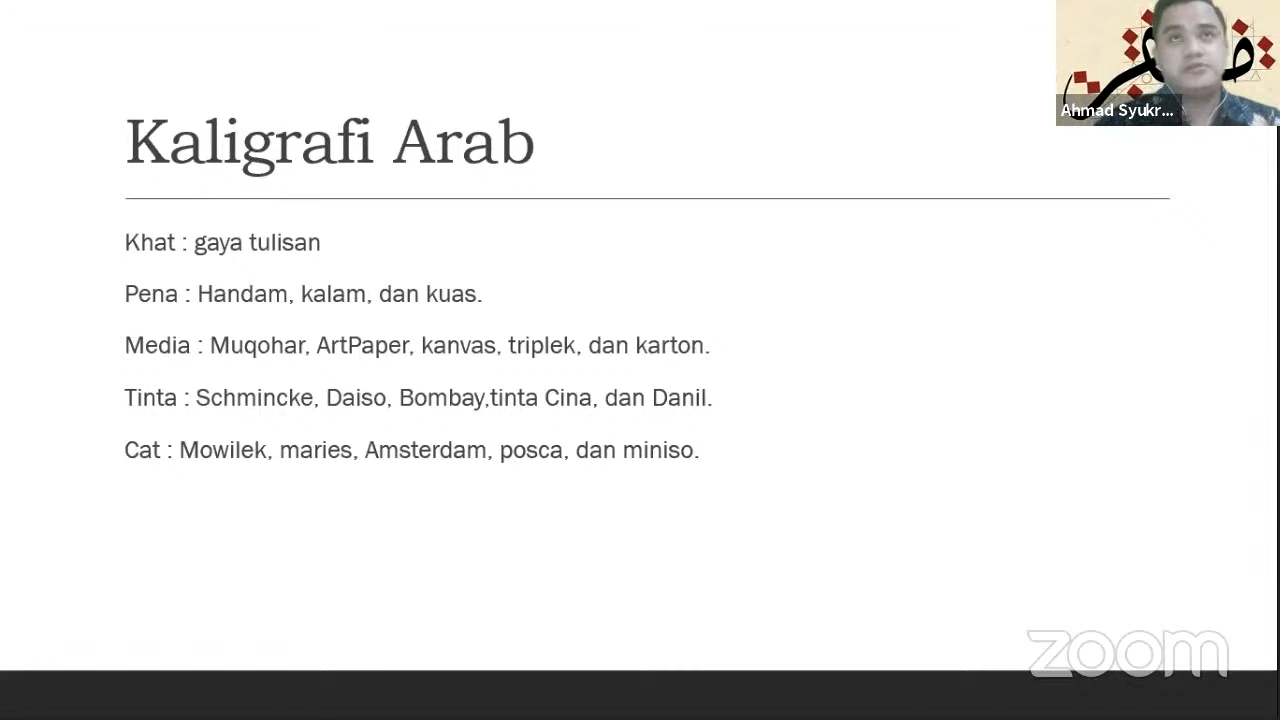 Kaligrafi Arab
Ahmad Syukr...
Khat : gaya tulisan
Pena : Handam, kalam, dan kuas.
Media : Muqohar, ArtPaper, kanvas, triplek, dan karton.
Tinta : Schmincke, Daiso, Bombay,tinta Cina, dan Danil.
Cat : Mowilek, maries, Amsterdam, posca, dan miniso.
zoom